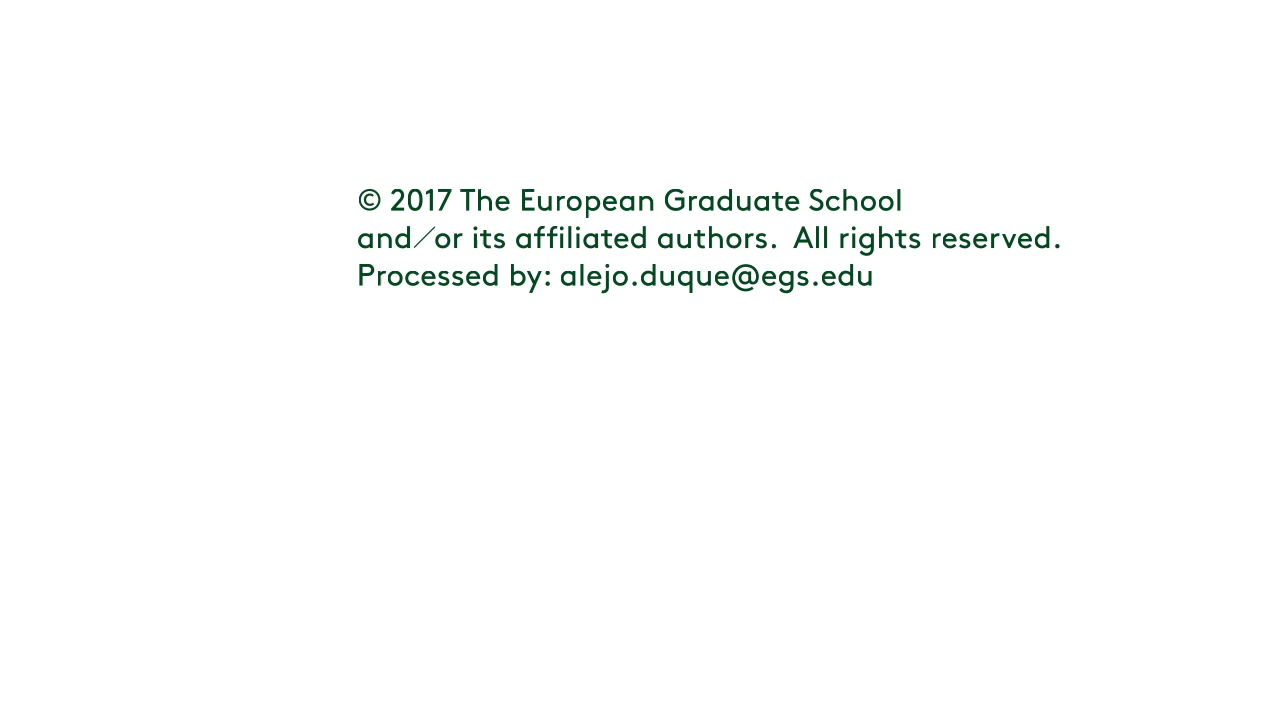 © 2017 The European Graduate School
and/or its affiliated authors.  All rights reserved.
Processed by: alejo.duque@egs.edu